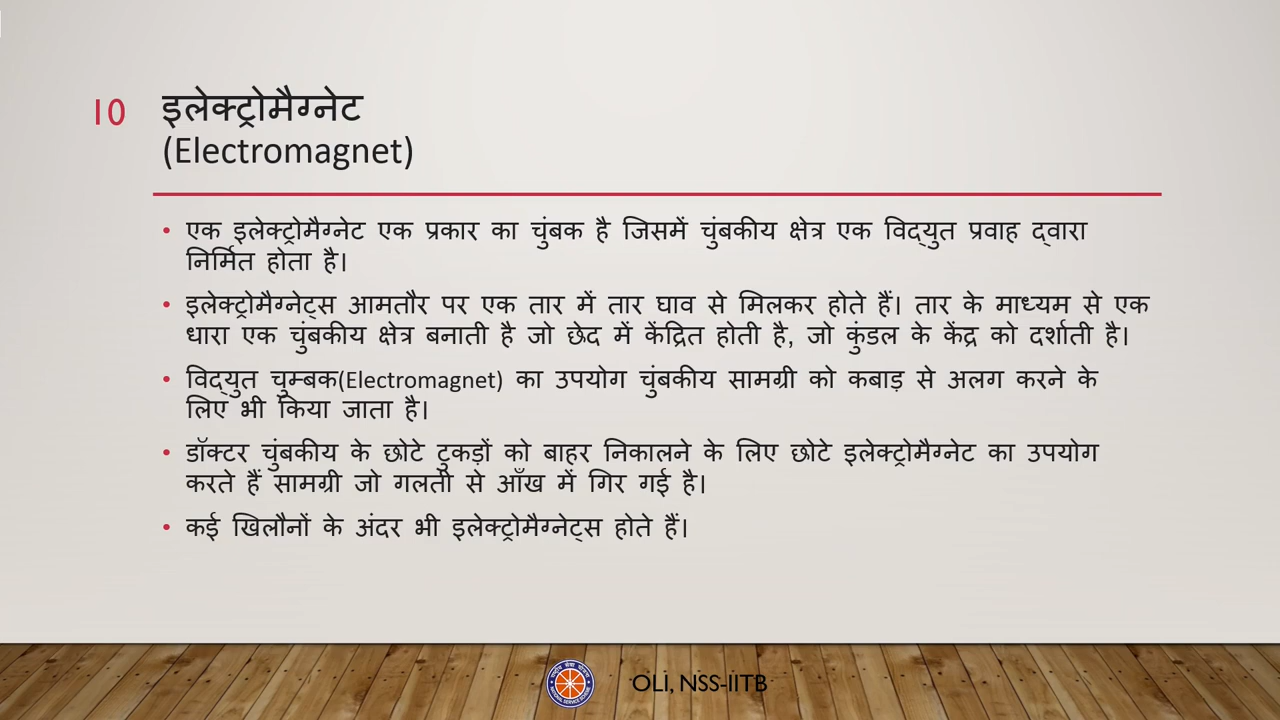 10
इलेक्ट्रोमैग्नेट
(Electromagnet)
• एक इलेक्ट्रोमैग्नेट एक प्रकार का चुंबक है जिसमें चुंबकीय क्षेत्र एक विद्युत प्रवाह द्वारा
निर्मित होता है।
• इलेक्ट्रोमैग्नेट्स आमतौर पर एक तार में तार घाव से मिलकर होते हैं। तार के माध्यम से एक
धारा एक चुंबकीय क्षेत्र बनाती है जो छेद में केंद्रित होती है, जो कुंडल के केंद्र को दर्शाती है।
• विद्युत चुम्बक(Electromagnet) का उपयोग चुंबकीय सामग्री को कबाड़ से अलग करने के
लिए भी किया जाता है।
• डॉक्टर चुंबकीय के छोटे टुकड़ों को बाहर निकालने के लिए छोटे इलेक्ट्रोमैग्नेट का उपयोग
करते हैं सामग्री जो गलती से आँख में गिर गई है।
• कई खिलौनों के अंदर भी इलेक्ट्रोमैग्नेट्स होते हैं।
OLI, NSS-IITB